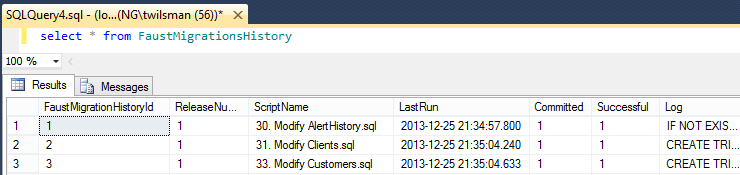 SQLQuery4.sql - (lo...(NG\twilsman (56))* ×
select * from FaustMigrationsHistory
100 %
Results Messages
FaustMigrationHistoryId ReleaseNu... ScriptName LastRun Committed Successful Log
1 1 1 30. Modify AlertHistory.sql 2013-12-25 21:34:57.800 1 1 IF NOT EXIS...
2 2 1 31. Modify Clients.sql 2013-12-25 21:35:04.240 1 1 CREATE TRI...
3 3 1 33. Modify Customers.sql 2013-12-25 21:35:04.633 1 1 CREATE TRI...